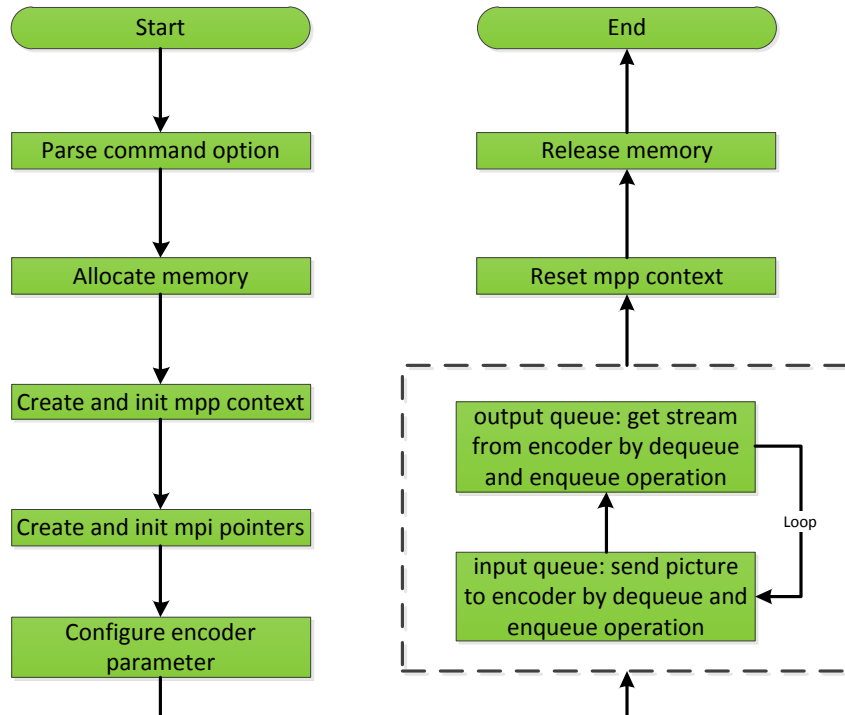 Start
Parse command option
Allocate memory
Create and init mpp context
Create and init mpi pointers
Configure encoder
parameter
End
Release memory
Reset mpp context
output queue: get stream
from encoder by dequeue
and enqueue operation
Loop
input queue: send picture
to encoder by dequeue and
enqueue operation